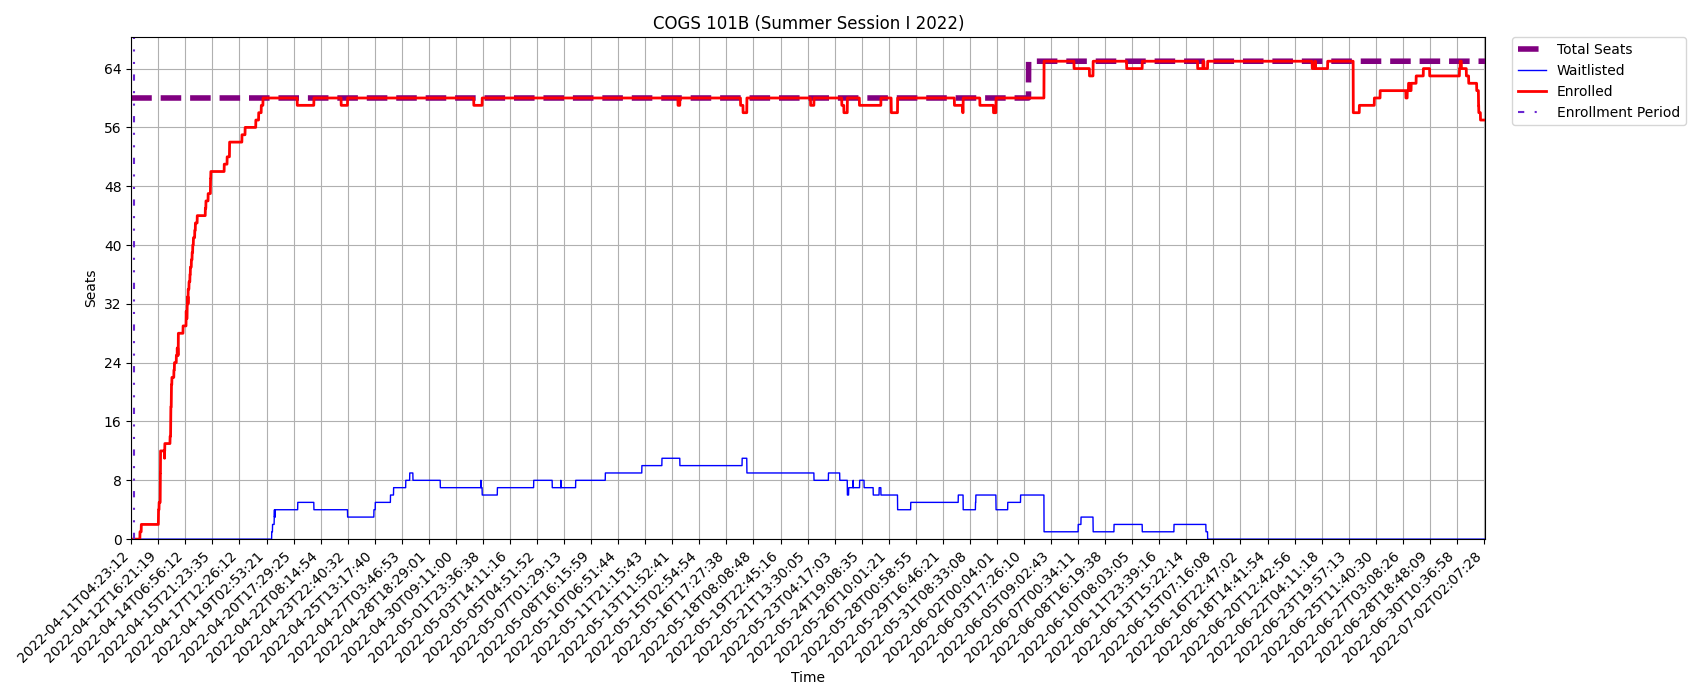 COGS 101B (Summer Session I 2022)
Total Seats
Waitlisted
Enrolled
Enrollment Period
Seats
64
56
48
40
32
24
16
8
0
2022-04-11T04:23:12
2022-04-12T16:21:19
2022-04-14T06:56:12
2022-04-15T21:23:35
2022-04-17T12:26:12
2022-04-19T02:53:21
2022-04-20T17:29:25
2022-04-22T08:14:54
2022-04-23T22:40:32
2022-04-25T13:17:40
2022-04-27T03:46:53
2022-04-28T18:29:01
2022-04-30T09:11:00
2022-05-01T23:36:38
2022-05-03T14:11:16
2022-05-05T04:51:52
2022-05-07T01:29:13
2022-05-08T16:15:59
2022-05-10T06:51:44
2022-05-11T21:15:43
2022-05-13T11:52:41
2022-05-15T02:54:54
2022-05-16T17:27:38
2022-05-18T08:08:48
2022-05-19T22:45:16
2022-05-21T13:30:05
2022-05-23T04:17:03
2022-05-24T19:08:35
2022-05-26T10:01:21
2022-05-28T00:58:55
2022-05-29T16:46:21
2022-05-31T08:33:08
2022-06-02T00:04:01
2022-06-03T17:26:10
2022-06-05T09:02:43
2022-06-07T00:34:11
2022-06-08T16:19:38
2022-06-10T08:03:05
2022-06-11T23:39:16
2022-06-13T15:22:14
2022-06-15T07:16:09
2022-06-16T22:47:02
2022-06-18T14:41:54
2022-06-20T12:42:56
2022-06-22T04:11:18
2022-06-23T19:57:13
2022-06-25T11:40:30
2022-06-27T03:08:26
2022-06-28T18:48:09
2022-06-30T10:36:58
2022-07-02T02:07:28
Time